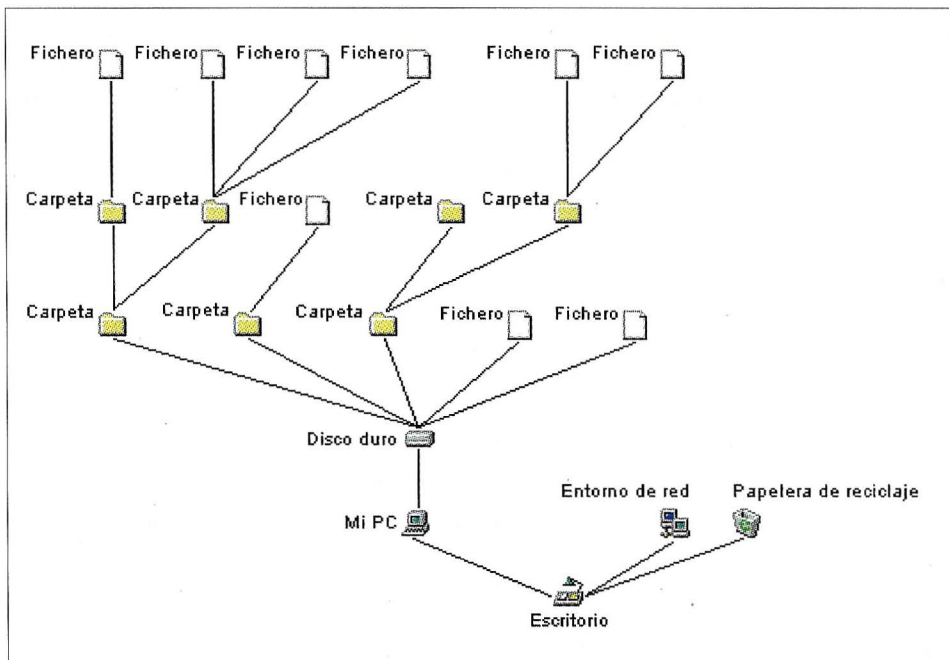 Fichero Fichero Fichero Fichero Fichero Fichero
Carpeta Carpeta Fichero Carpeta Carpeta
Carpeta Carpeta Carpeta Fichero Fichero
Disco duro
Entorno de red Papelera de reciclaje
Mi PC
Escritorio